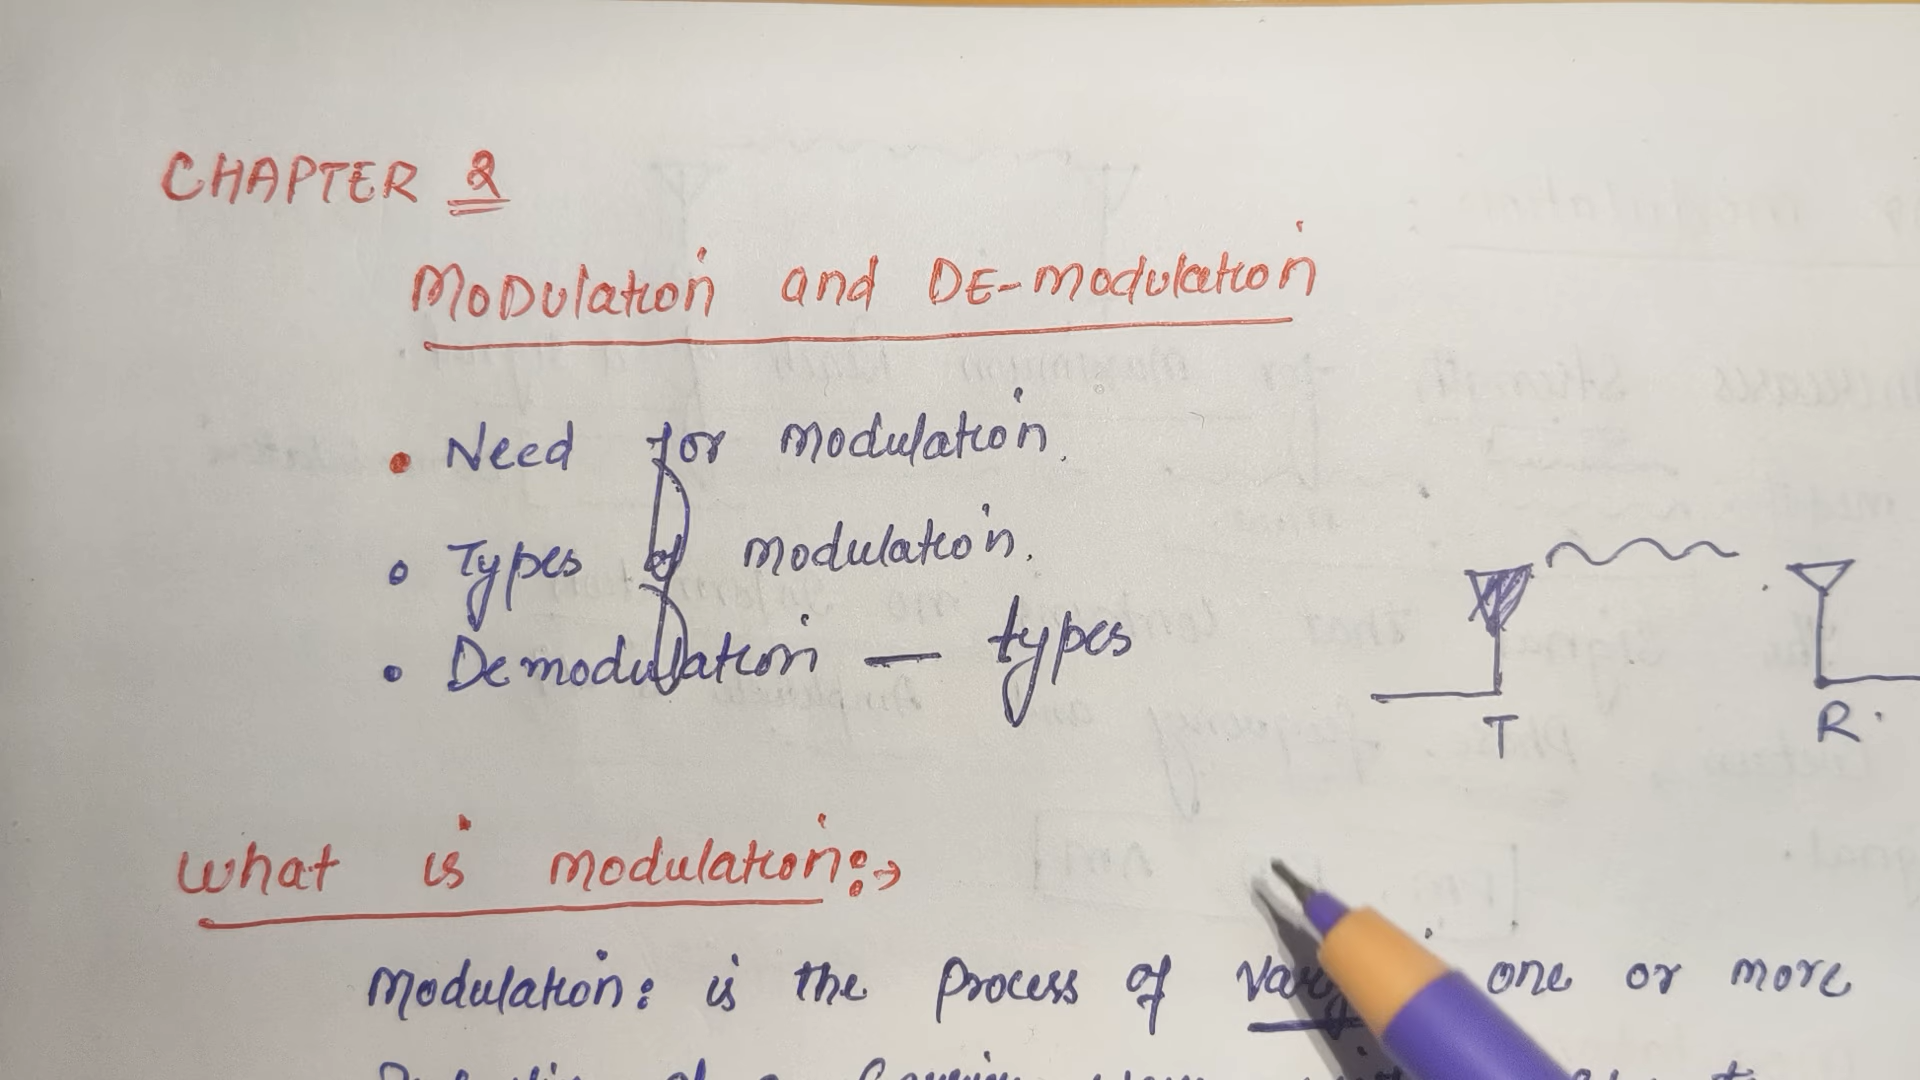 CHAPTER 2
Modulation and DE-modulation
• Need for modulation.
• Types of modulation.
• Demodulation — types
T R.
What is modulation:→
Modulation: is the process of one or more
of a